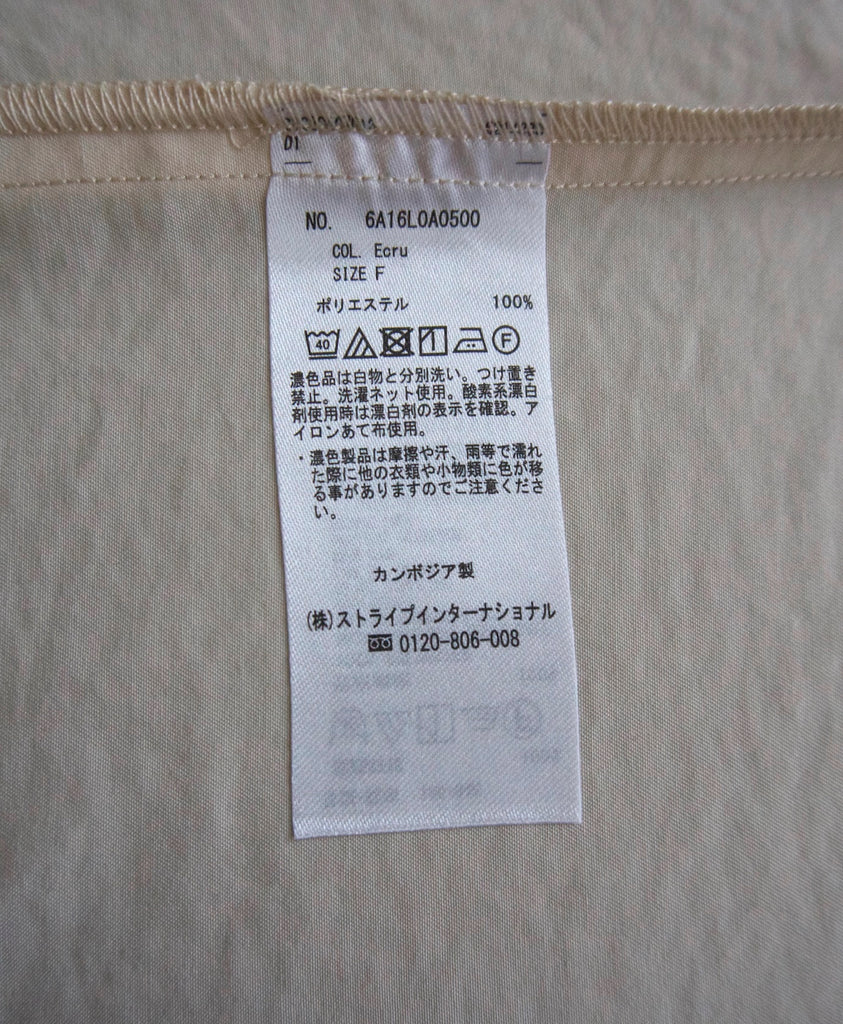 D1
NO. 6A16L0A0500
COL. Ecru
SIZE F
ポリエステル 100%
40 F
濃色品は白物と分別洗い。つけ置き
禁止。洗濯ネット使用。酸素系漂白
剤使用時は漂白剤の表示を確認。ア
イロンあて布使用。
・濃色製品は摩擦や汗、雨等で濡れ
た際に他の衣類や小物類に色が移
る事がありますのでご注意くださ
い。
カンボジア製
(株)ストライプインターナショナル
0120-806-008